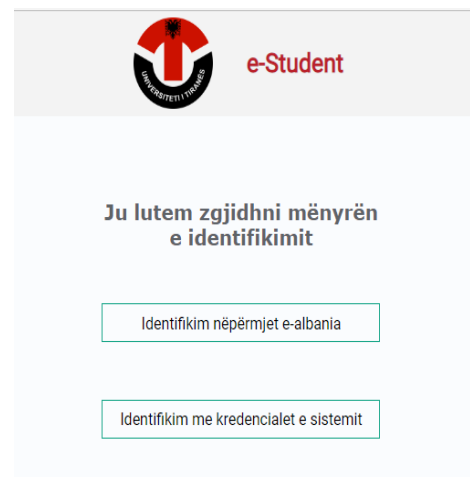 UNIVERSITETI I TIRANËS
e-Student
Ju lutem zgjidhni mënyrën
e identifikimit
Identifikim nëpërmjet e-albania
Identifikim me kredencialet e sistemit